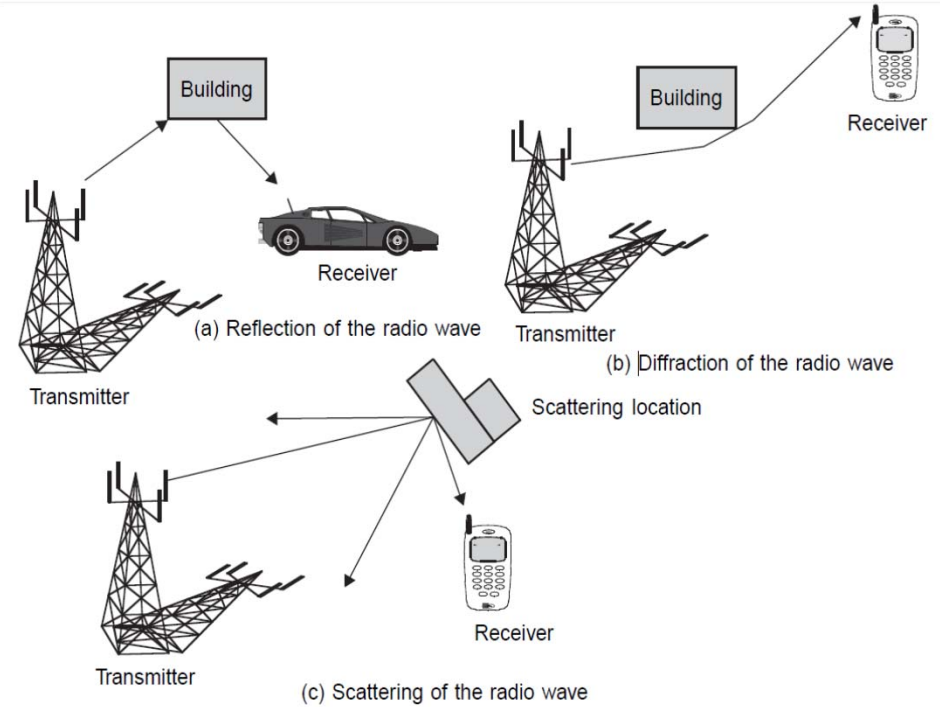 Building
Receiver
Transmitter
(a) Reflection of the radio wave
Building
Receiver
Transmitter
(b) Diffraction of the radio wave
Scattering location
Receiver
Transmitter
(c) Scattering of the radio wave